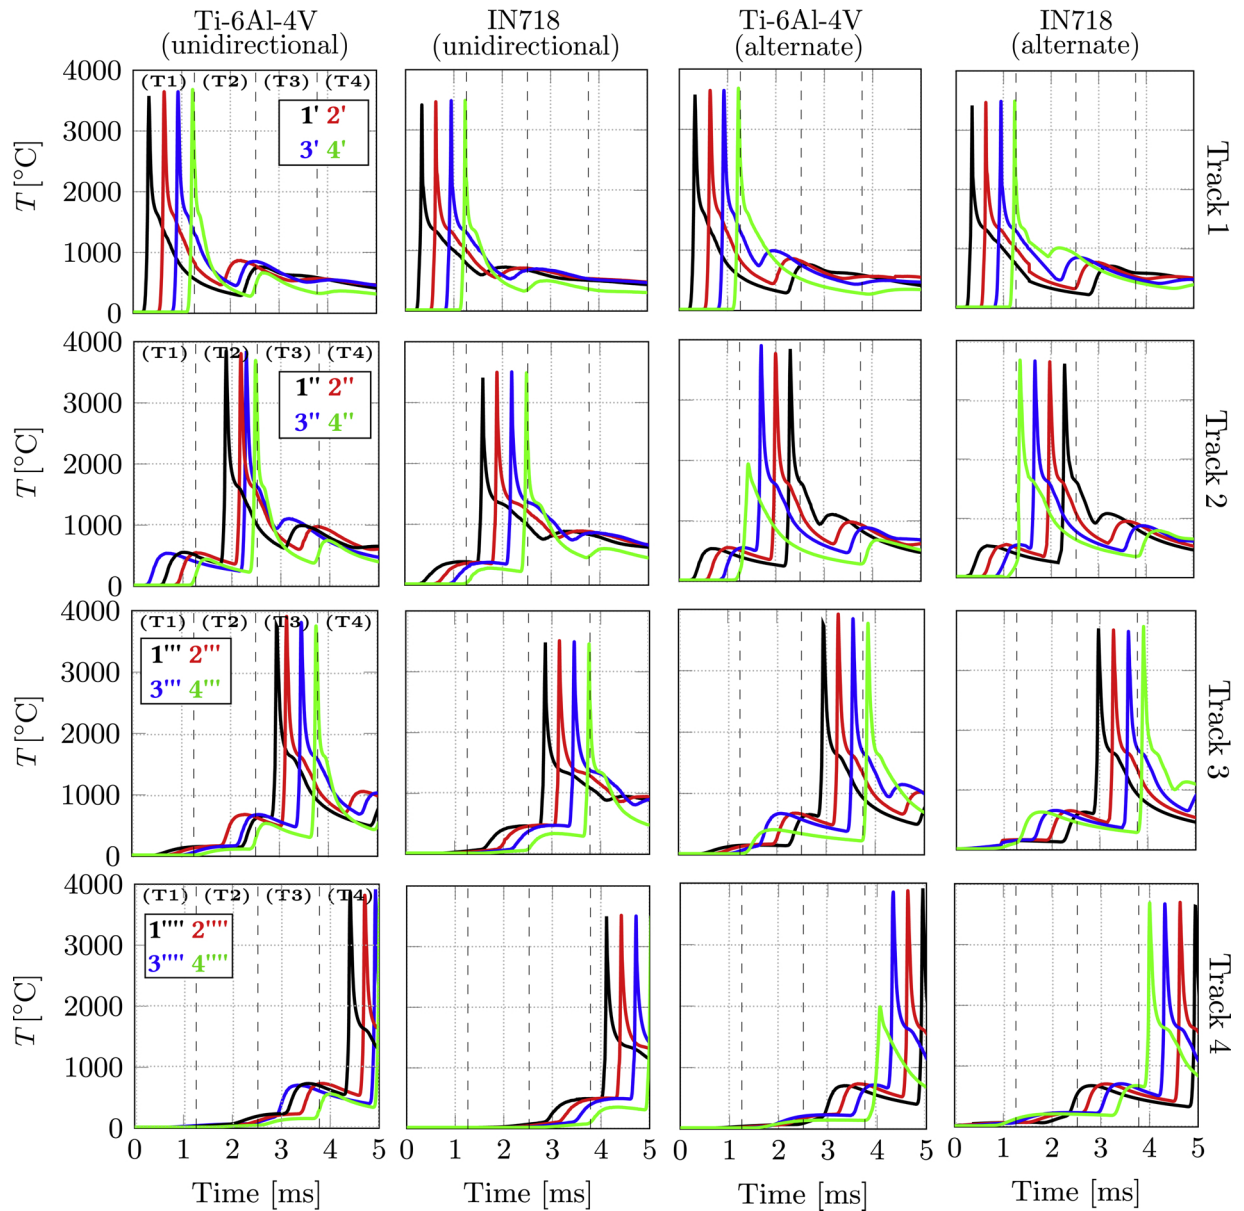 Ti-6Al-4V IN718 Ti-6Al-4V IN718
(unidirectional) (unidirectional) (alternate) (alternate)
4000 (T1) (T2) (T3) (T4)
1' 2'
3' 4'
3000
2000
1000
0
T [°C]
Track 1
4000 (T1) (T2) (T3) (T4)
1'' 2''
3'' 4''
3000
2000
1000
0
T [°C]
Track 2
4000 (T1) (T2) (T3) (T4)
1''' 2'''
3''' 4'''
3000
2000
1000
0
T [°C]
Track 3
4000 (T1) (T2) (T3) (T4)
1'''' 2''''
3'''' 4''''
3000
2000
1000
0
T [°C]
Track 4
0 1 2 3 4 5 0 1 2 3 4 5 0 1 2 3 4 5 0 1 2 3 4 5
Time [ms] Time [ms] Time [ms] Time [ms]